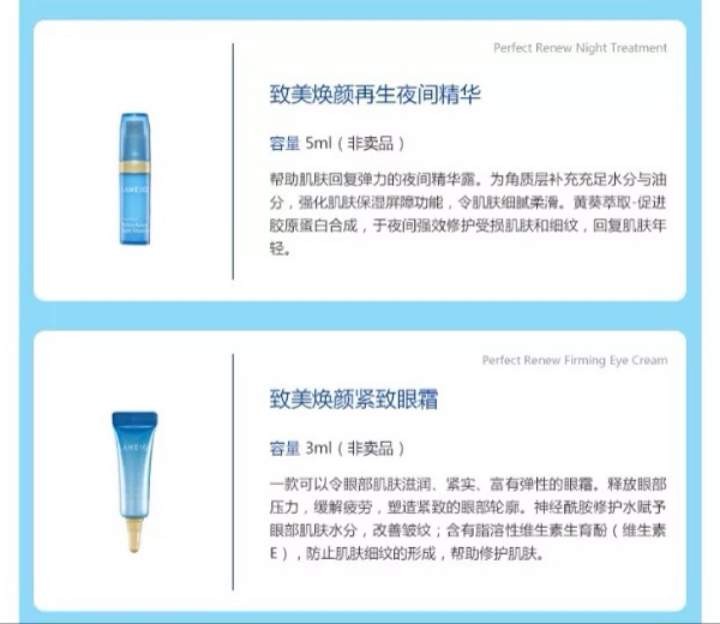 Perfect Renew Night Treatment
致美焕颜再生夜间精华
容量 5ml（非卖品）
帮助肌肤回复弹力的夜间精华露。为角质层补充充足水分与油
分，强化肌肤保湿屏障功能，令肌肤细腻柔滑。黄葵萃取-促进
胶原蛋白合成，于夜间强效修护受损肌肤和细纹，回复肌肤年
轻。
LANEIGE
Perfect Renew Firming Eye Cream
致美焕颜紧致眼霜
容量 3ml（非卖品）
一款可以令眼部肌肤滋润、紧实、富有弹性的眼霜。释放眼部
压力，缓解疲劳，塑造紧致的眼部轮廓。神经酰胺修护水赋予
眼部肌肤水分，改善皱纹；含有脂溶性维生素生育酚（维生素
E），防止肌肤细纹的形成，帮助修护肌肤。
LANEIGE